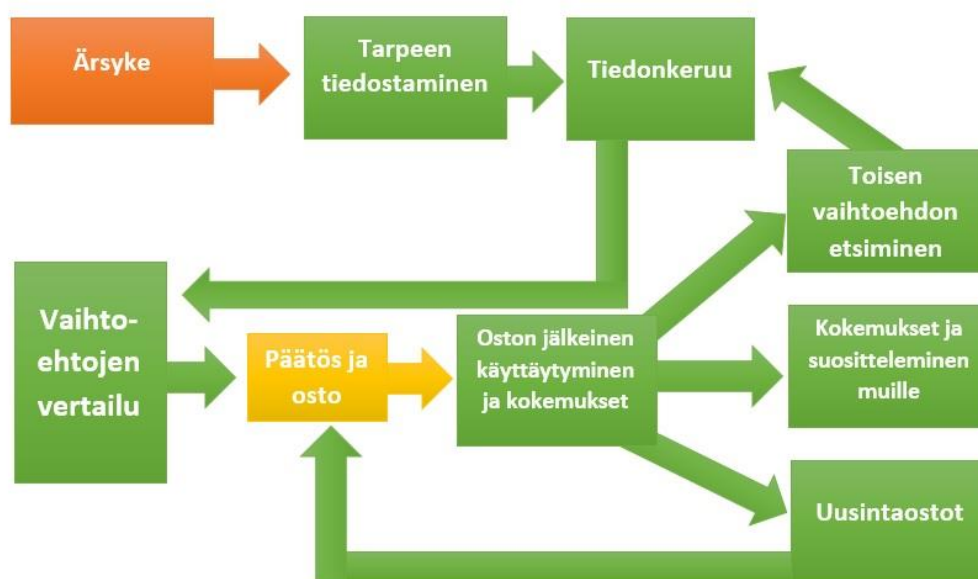 Ärsyke
Tarpeen
tiedostaminen
Tiedonkeruu
Toisen
vaihtoehdon
etsiminen
Vaihto-
ehtojen
vertailu
Päätös ja
osto
Oston jälkeinen
käyttäytyminen
ja kokemukset
Kokemukset ja
suositteleminen
muille
Uusintaostot